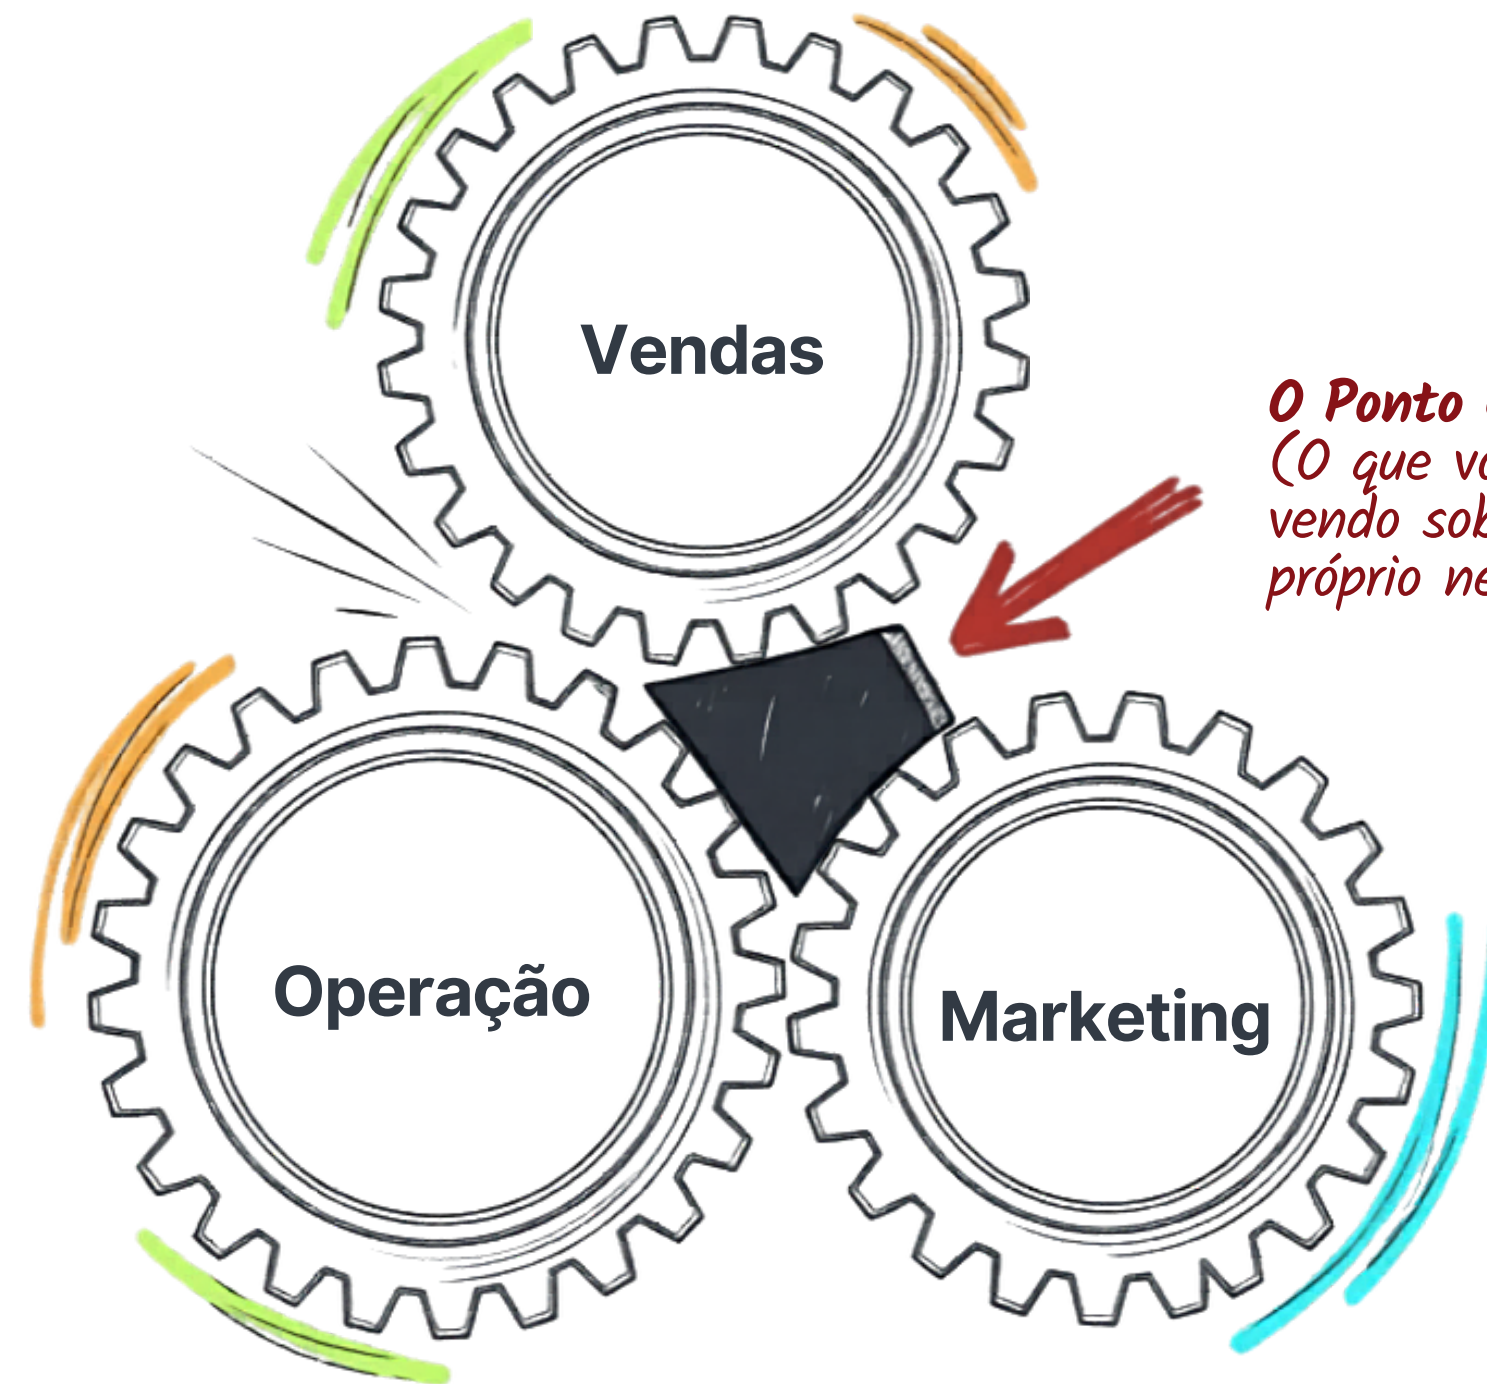 Vendas
O Ponto
(O que
vendo
próprio
Operação
Marketing